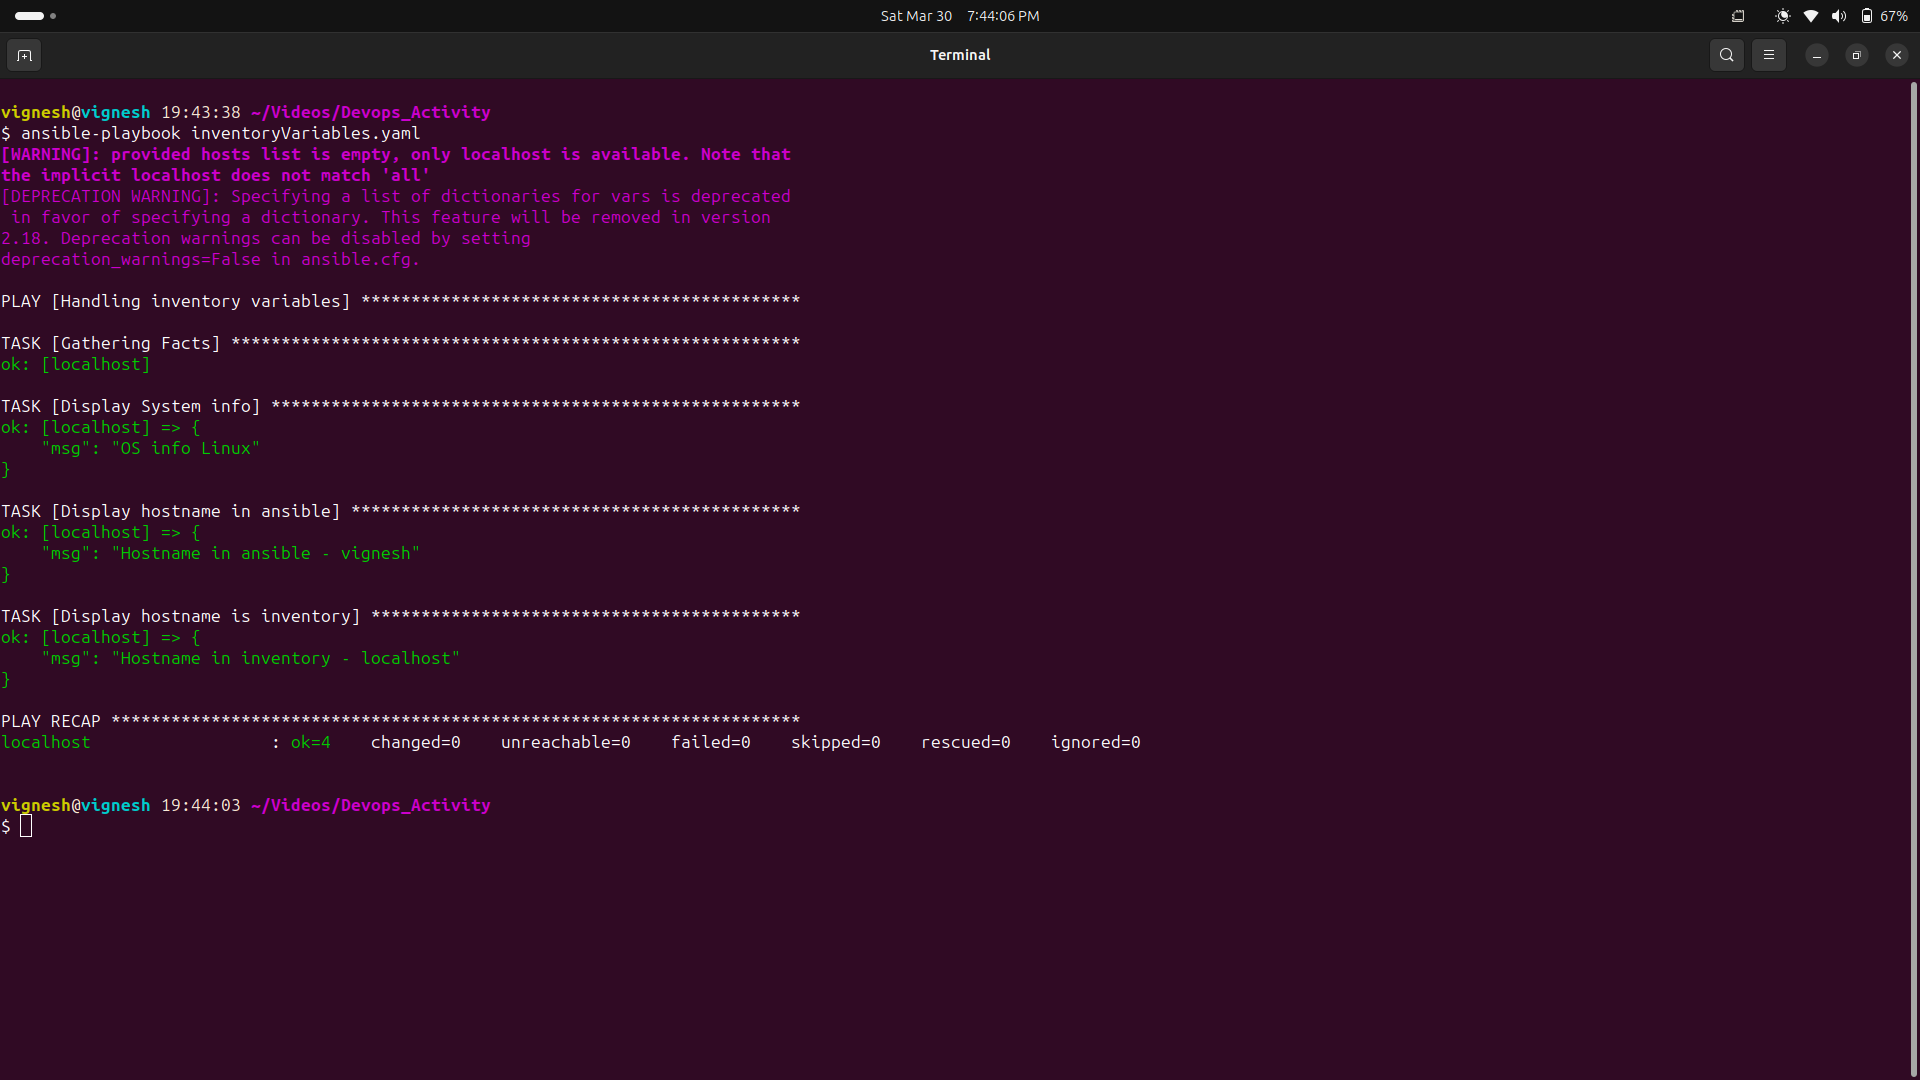 Sat Mar 30 7:44:06 PM
67%
Terminal
vignesh@vignesh 19:43:38 ~/Videos/Devops_Activity
$ ansible-playbook inventoryVariables.yaml
[WARNING]: provided hosts list is empty, only localhost is available. Note that
the implicit localhost does not match 'all'
[DEPRECATION WARNING]: Specifying a list of dictionaries for vars is deprecated
 in favor of specifying a dictionary. This feature will be removed in version
2.18. Deprecation warnings can be disabled by setting
deprecation_warnings=False in ansible.cfg.
PLAY [Handling inventory variables] ********************************************
TASK [Gathering Facts] *********************************************************
ok: [localhost]
TASK [Display System info] *****************************************************
ok: [localhost] => {
    "msg": "OS info Linux"
}
TASK [Display hostname in ansible] *********************************************
ok: [localhost] => {
    "msg": "Hostname in ansible - vignesh"
}
TASK [Display hostname is inventory] *******************************************
ok: [localhost] => {
    "msg": "Hostname in inventory - localhost"
}
PLAY RECAP *********************************************************************
localhost                  : ok=4    changed=0    unreachable=0    failed=0    skipped=0    rescued=0    ignored=0
vignesh@vignesh 19:44:03 ~/Videos/Devops_Activity
$